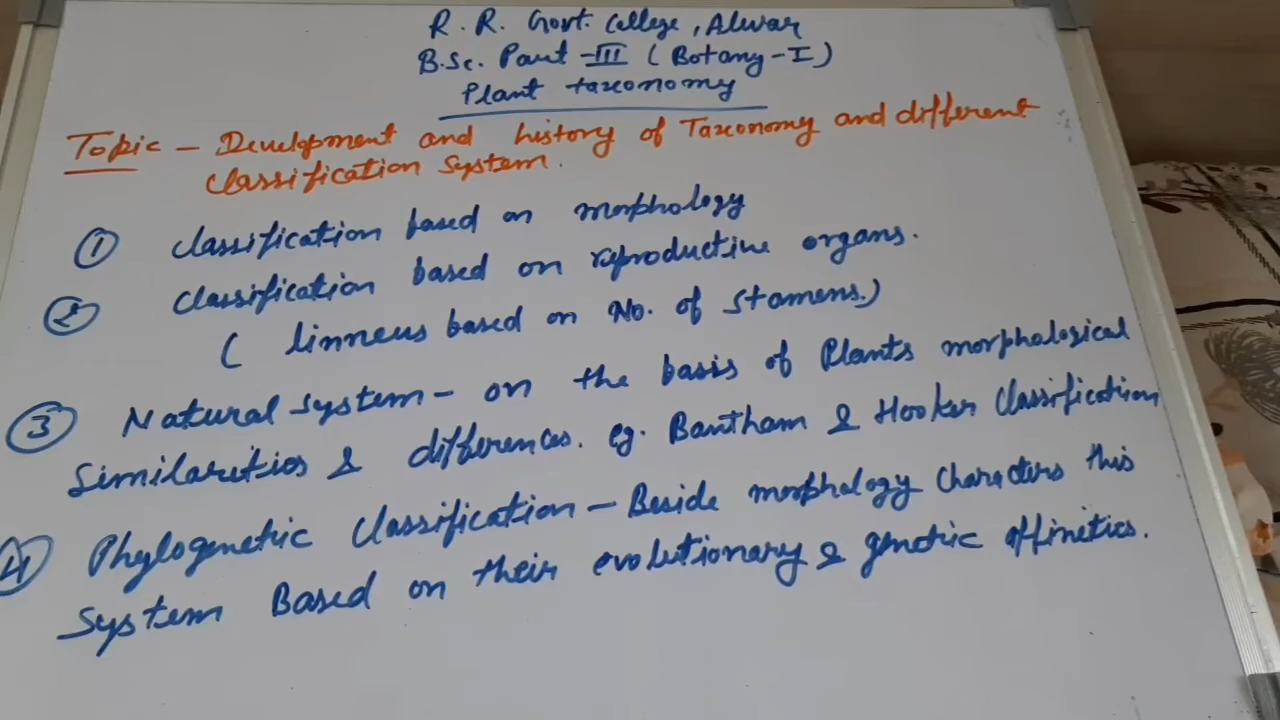 R. R. Govt. College, Alwar
B.Sc. Part-III (Botany-I)
Plant taxonomy
Topic - Development and history of Taxonomy and different
classification system.
① classification based on morphology
② classification based on reproductive organs.
( linneus based on No. of stamens.)
③ Natural system - on the basis of Plants morphological
similarities & differences. eg. Bantham & Hooker classification
④ Phylogenetic classification - Beside morphology characters this
system Based on their evolutionary & genetic affinetics.